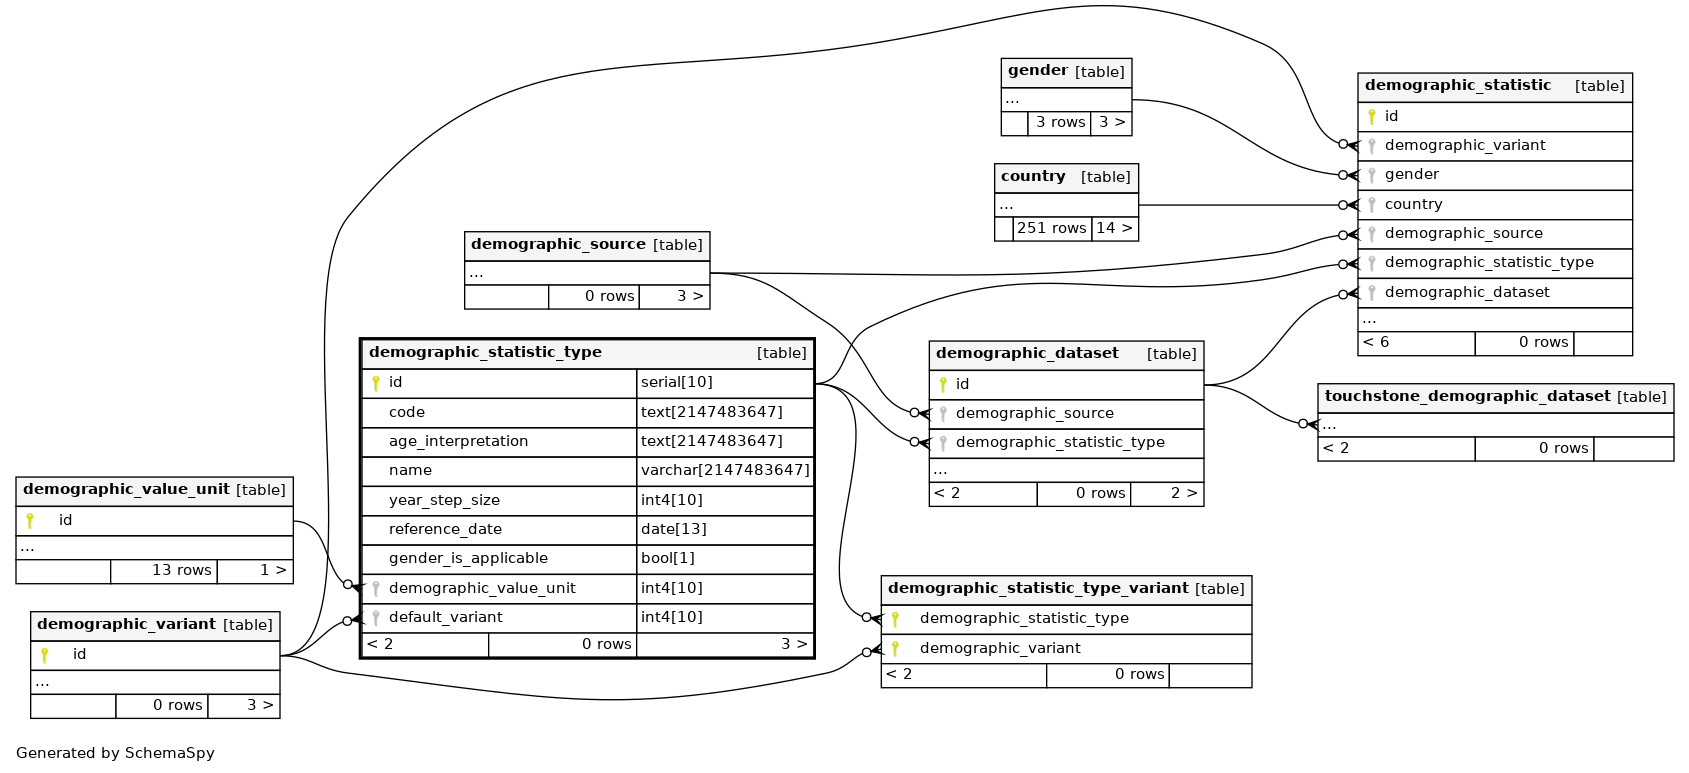 gender [table]
...
3 rows 3 >
country [table]
...
251 rows 14 >
demographic_statistic [table]
id
demographic_variant
gender
country
demographic_source
demographic_statistic_type
demographic_dataset
...
< 6 0 rows
demographic_source [table]
...
0 rows 3 >
demographic_statistic_type [table]
id serial[10]
code text[2147483647]
age_interpretation text[2147483647]
name varchar[2147483647]
year_step_size int4[10]
reference_date date[13]
gender_is_applicable bool[1]
demographic_value_unit int4[10]
default_variant int4[10]
< 2 0 rows 3 >
demographic_dataset [table]
id
demographic_source
demographic_statistic_type
...
< 2 0 rows 2 >
touchstone_demographic_dataset [table]
...
< 2 0 rows
demographic_value_unit [table]
id
...
13 rows 1 >
demographic_variant [table]
id
...
0 rows 3 >
demographic_statistic_type_variant [table]
demographic_statistic_type
demographic_variant
< 2 0 rows
Generated by SchemaSpy